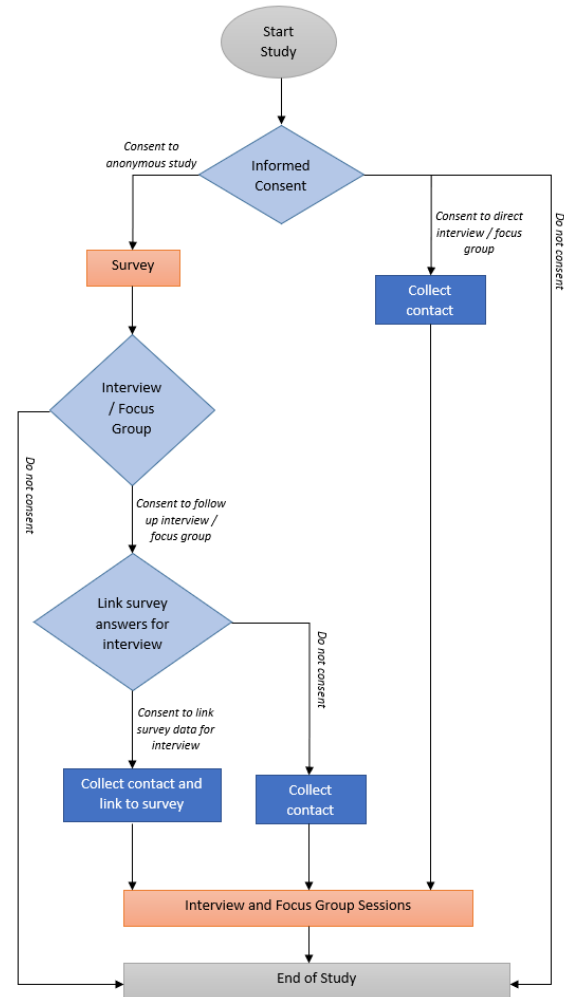 Start
Study
Consent to
anonymous study
Informed
Consent
Consent to direct
interview / focus
group
Do not consent
Survey
Collect
contact
Interview
/ Focus
Group
Do not consent
Consent to follow
up interview /
focus group
Link survey
answers for
interview
Do not consent
Consent to link
survey data for
interview
Collect contact and
link to survey
Collect
contact
Interview and Focus Group Sessions
End of Study